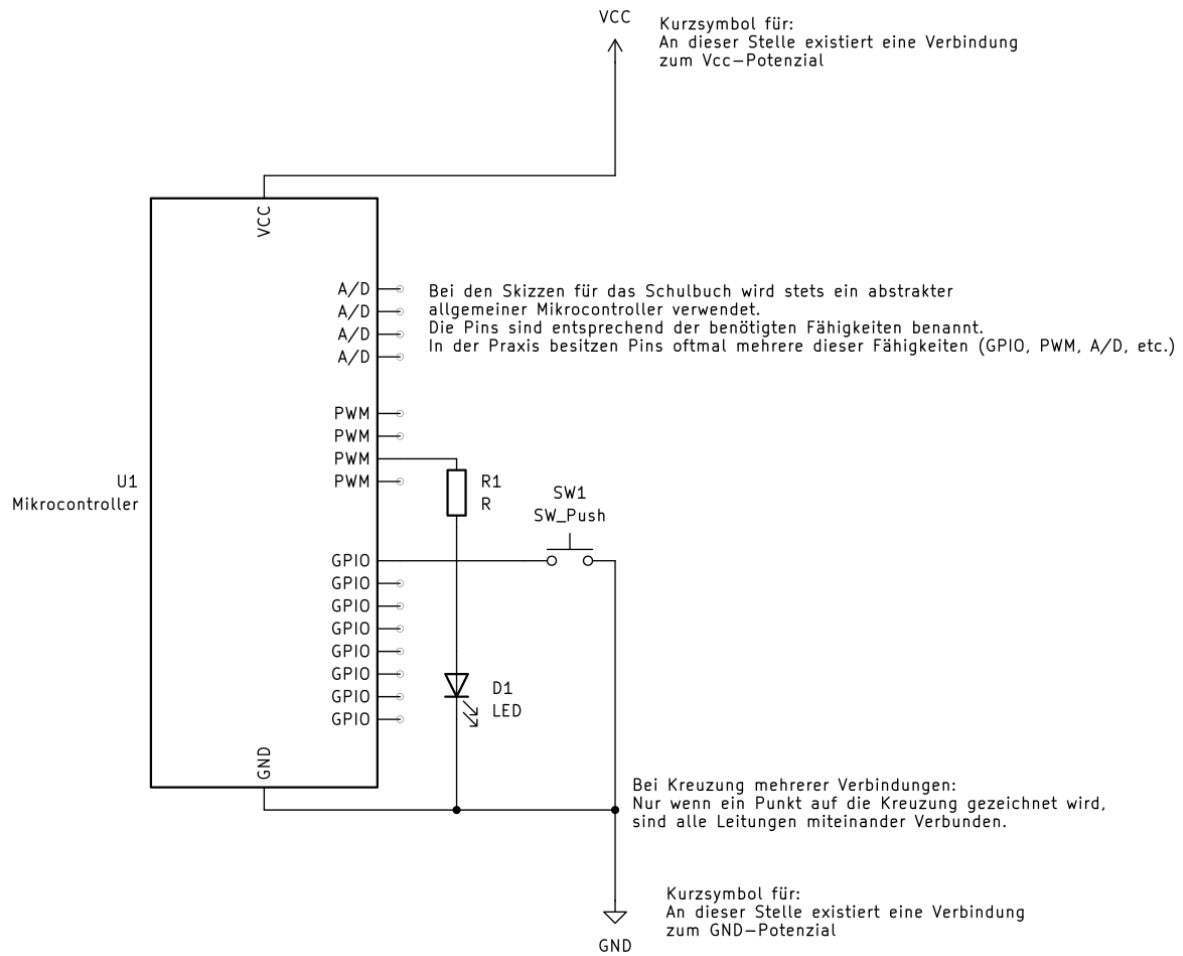 VCC
Kurzsymbol für:
An dieser Stelle existiert eine Verbindung
zum Vcc-Potenzial
VCC
A/D
A/D
A/D
A/D
Bei den Skizzen für das Schulbuch wird stets ein abstrakter
allgemeiner Mikrocontroller verwendet.
Die Pins sind entsprechend der benötigten Fähigkeiten benannt.
In der Praxis besitzen Pins oftmal mehrere dieser Fähigkeiten (GPIO, PWM, A/D, etc.)
PWM
PWM
PWM
PWM
U1
Mikrocontroller
R1
R
SW1
SW_Push
GPIO
GPIO
GPIO
GPIO
GPIO
GPIO
GPIO
GPIO
D1
LED
GND
Bei Kreuzung mehrerer Verbindungen:
Nur wenn ein Punkt auf die Kreuzung gezeichnet wird,
sind alle Leitungen miteinander Verbunden.
Kurzsymbol für:
An dieser Stelle existiert eine Verbindung
zum GND-Potenzial
GND